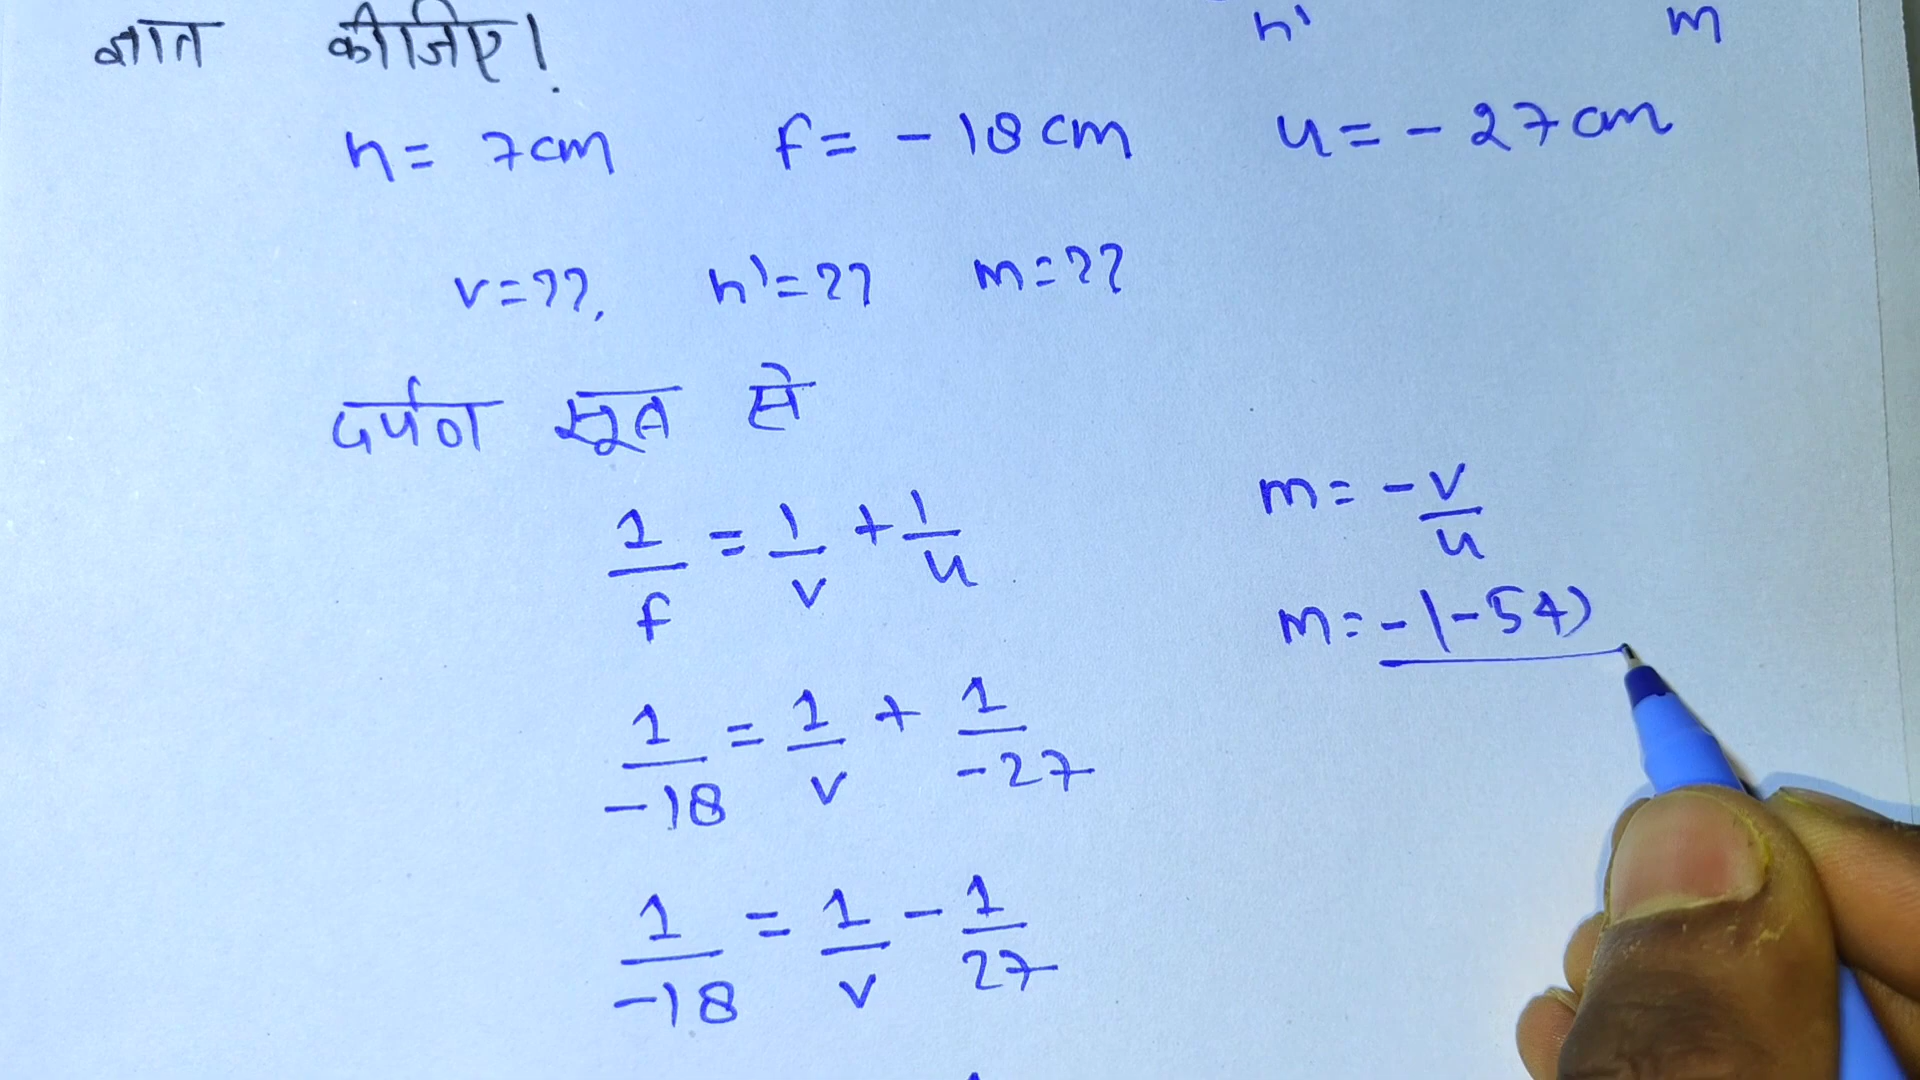 ज्ञात कीजिए। h' m
h = 7cm f = - 18 cm u = - 27 cm
v = ??, h' = ?? m = ??
दर्पण सूत्र से
1/f = 1/v + 1/u
1/-18 = 1/v + 1/-27
1/-18 = 1/v - 1/27
m = - v/u
m = -(-54)